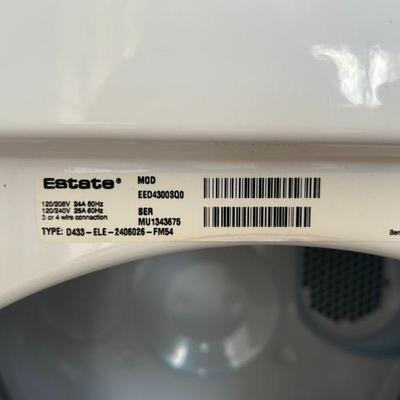 Estate®
MOD
EED4300SQ0
120/208V 24A 60Hz
120/240V 26A 60Hz
3 or 4 wire connection
SER
MU1343675
TYPE: D433-ELE-2406026-FM54